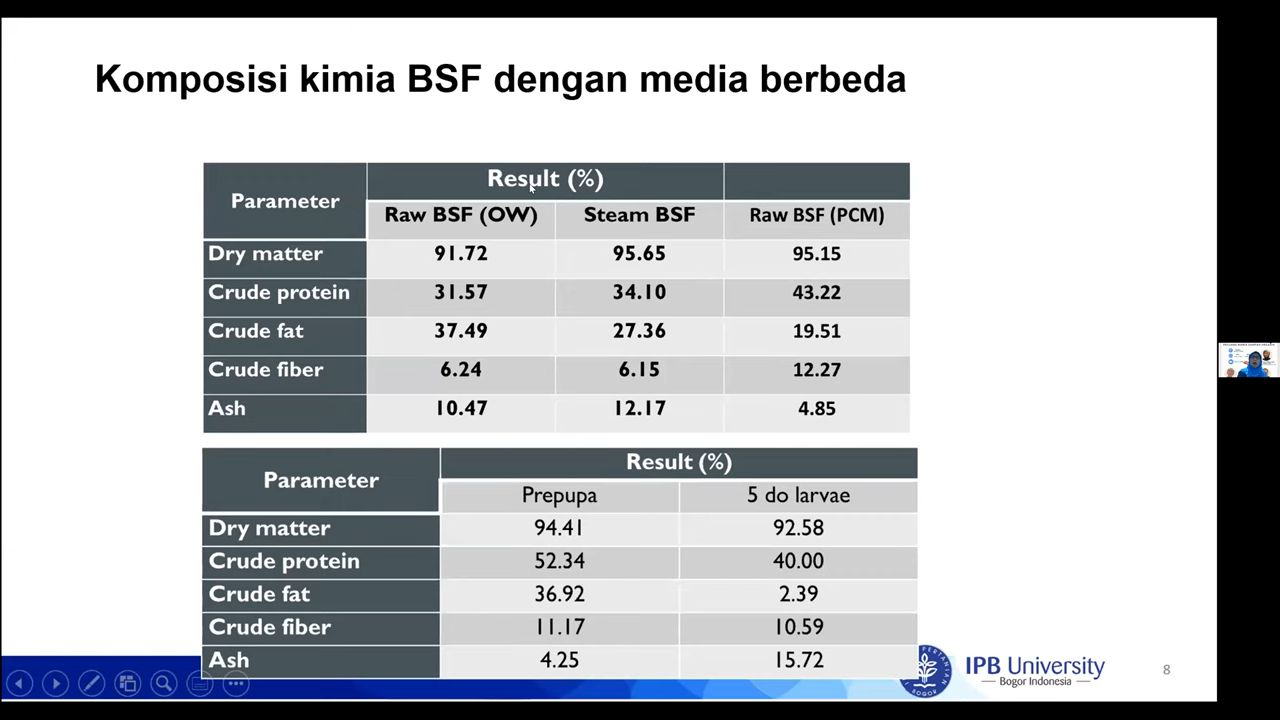 Komposisi kimia BSF dengan media berbeda
Parameter Result (%)
Raw BSF (OW) Steam BSF Raw BSF (PCM)
Dry matter 91.72 95.65 95.15
Crude protein 31.57 34.10 43.22
Crude fat 37.49 27.36 19.51
Crude fiber 6.24 6.15 12.27
Ash 10.47 12.17 4.85
Parameter Result (%)
Prepupa 5 do larvae
Dry matter 94.41 92.58
Crude protein 52.34 40.00
Crude fat 36.92 2.39
Crude fiber 11.17 10.59
Ash 4.25 15.72
IPB University
Bogor Indonesia
8